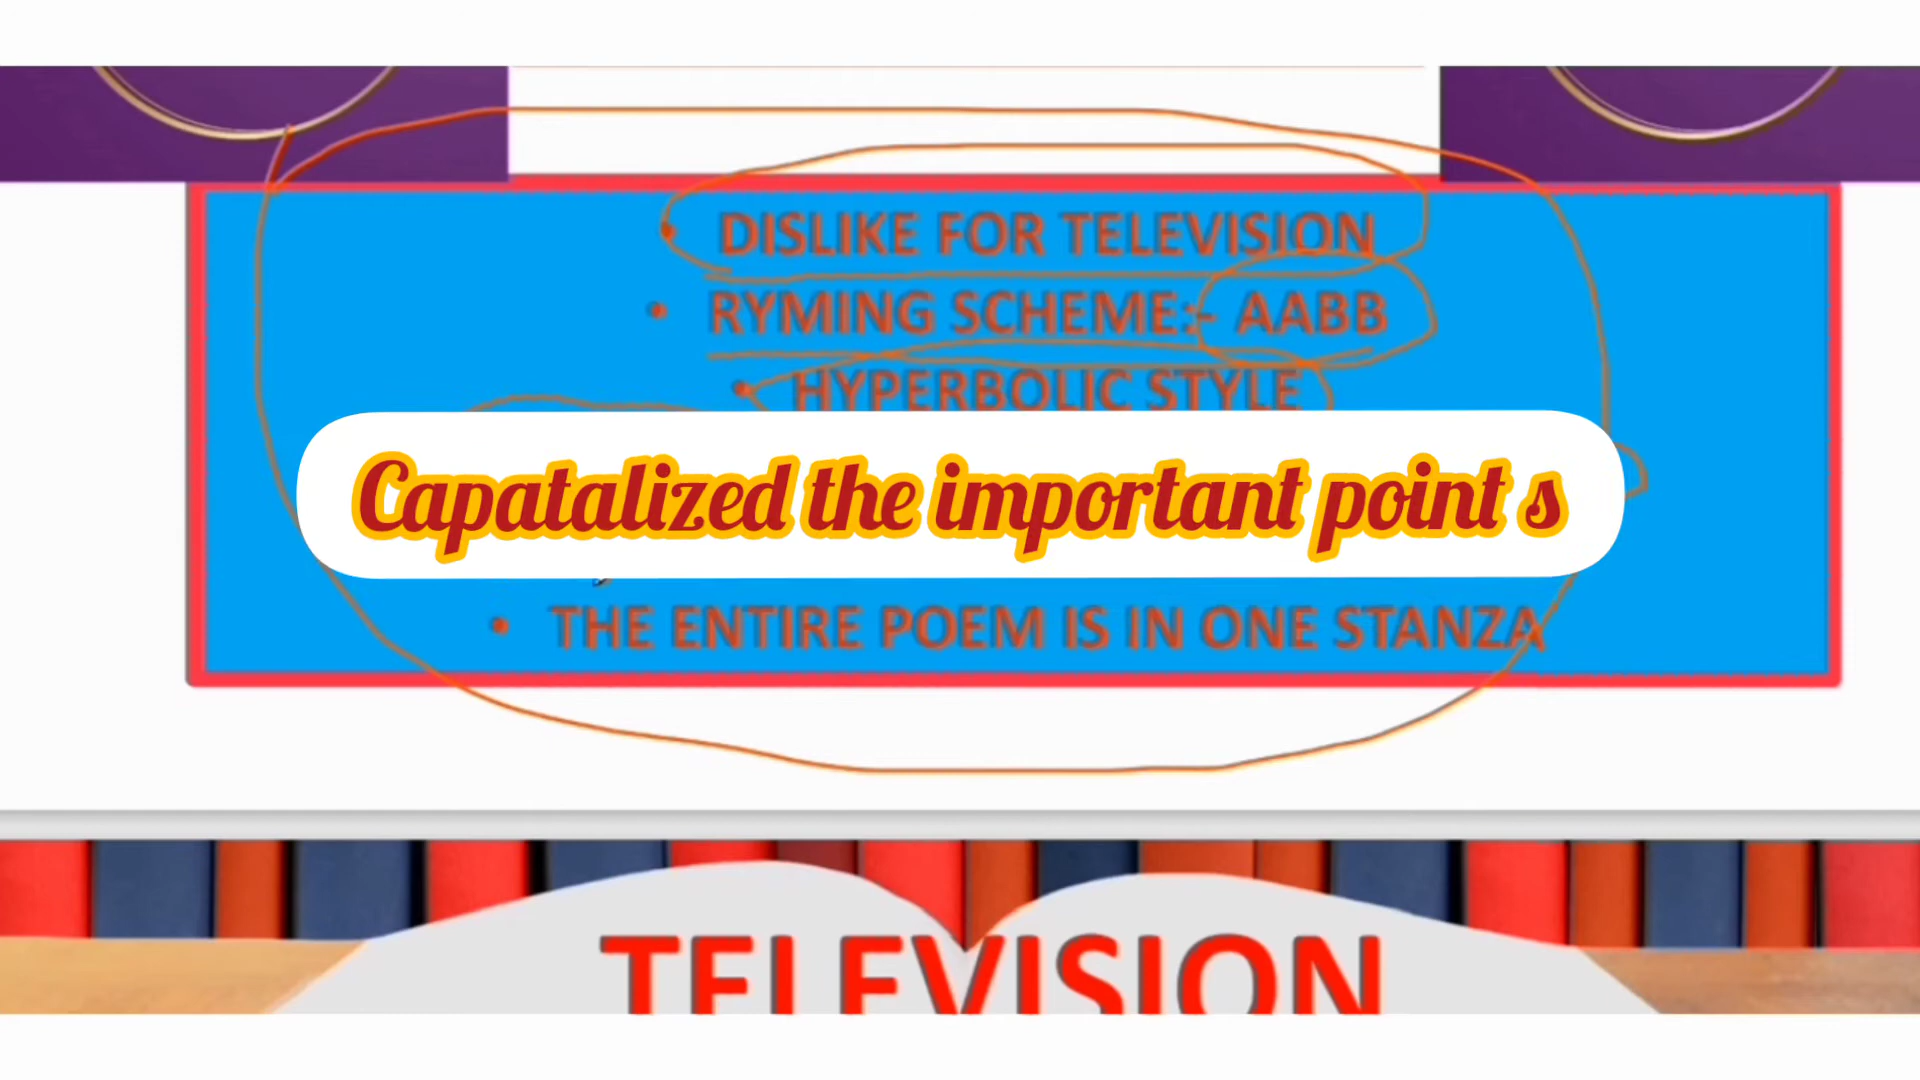 • DISLIKE FOR TELEVISION
• RYMING SCHEME:- AABB
• HYPERBOLIC STYLE
Capatalized the important point s
• THE ENTIRE POEM IS IN ONE STANZA
TELEVISION